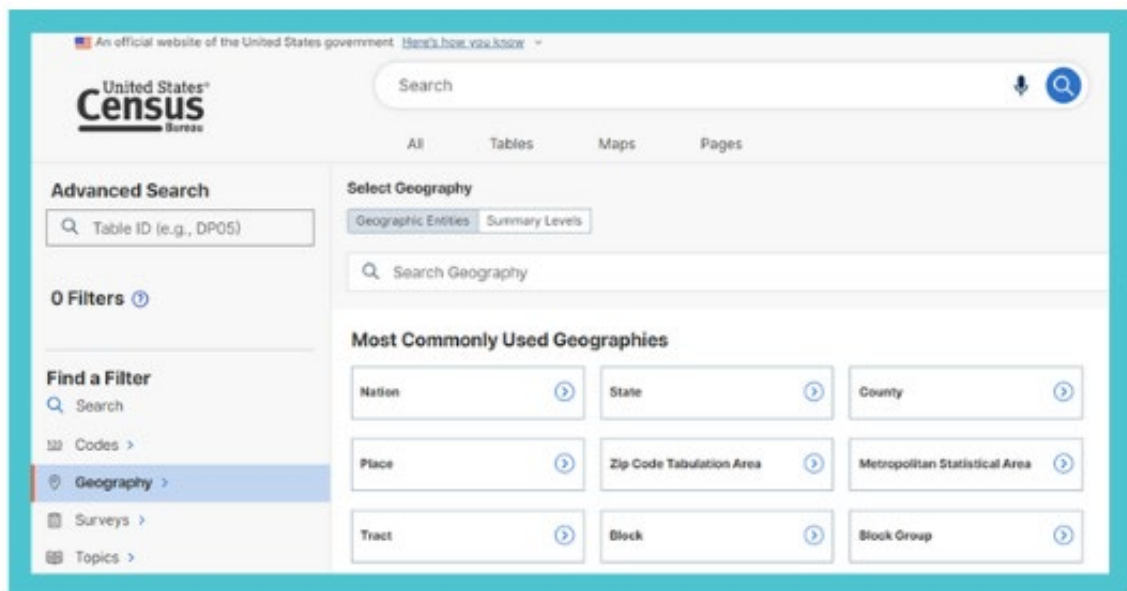 An official website of the United States government Here's how you know
United States®
Census
Bureau
Search
All Tables Maps Pages
Advanced Search
Table ID (e.g., DP05)
0 Filters
Find a Filter
Search
Codes
Geography
Surveys
Topics
Select Geography
Geographic Entities Summary Levels
Search Geography
Most Commonly Used Geographies
Nation State County
Place Zip Code Tabulation Area Metropolitan Statistical Area
Tract Block Block Group